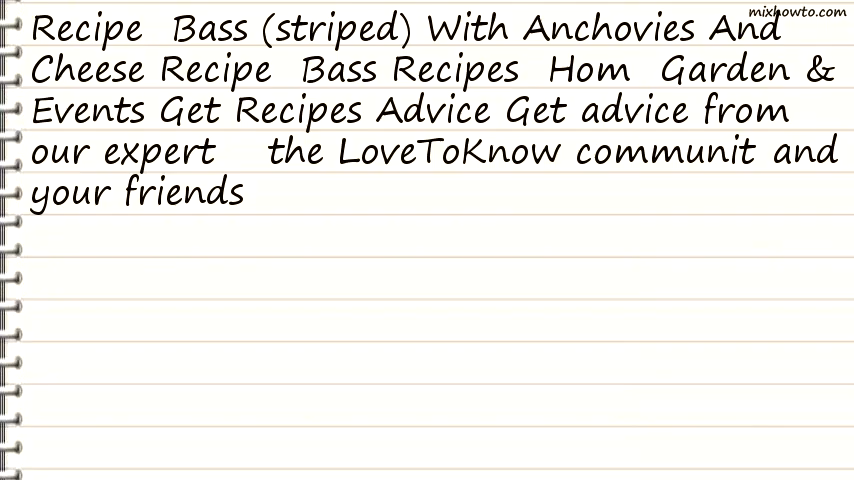 mixhowto.com
Recipe Bass (striped) With Anchovies And
Cheese Recipe Bass Recipes Hom Garden &
Events Get Recipes Advice Get advice from
our expert the LoveToKnow communit and
your friends